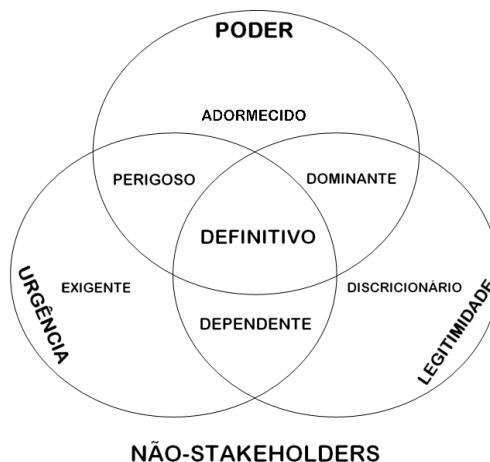 PODER
ADORMECIDO
PERIGOSO
DOMINANTE
DEFINITIVO
URGÊNCIA
EXIGENTE
DISCRICIONÁRIO
LEGITIMIDADE
DEPENDENTE
NÃO-STAKEHOLDERS